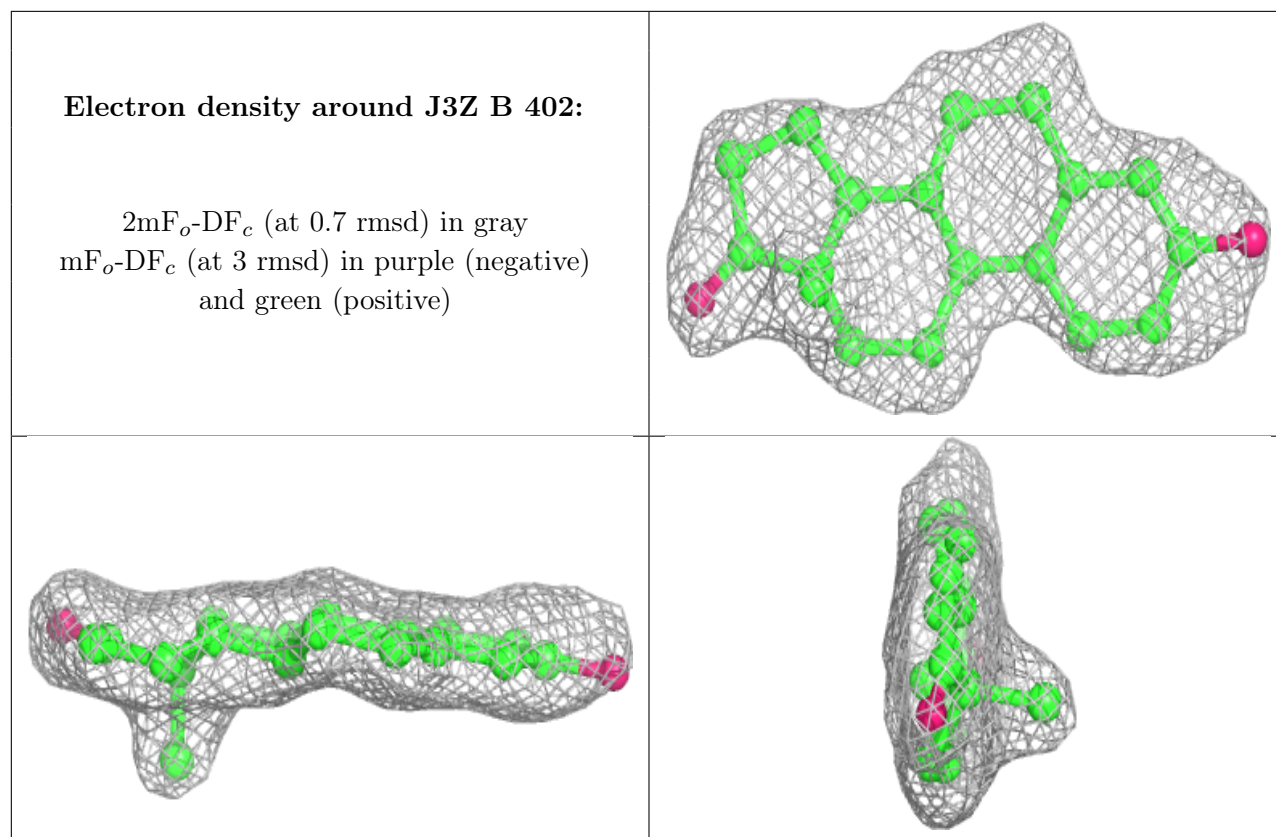 Electron density around J3Z B 402:
2mFo-DFc (at 0.7 rmsd) in gray
mFo-DFc (at 3 rmsd) in purple (negative)
and green (positive)